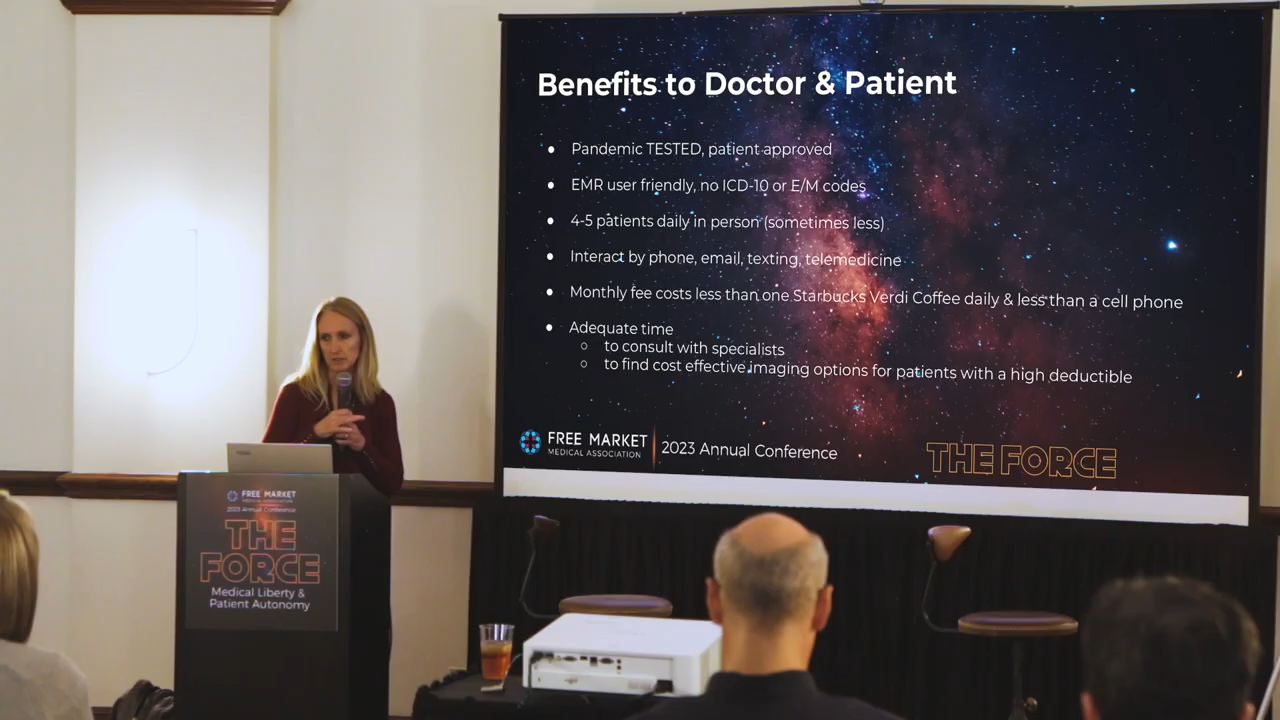 Benefits to Doctor & Patient
● Pandemic TESTED, patient approved
● EMR user friendly, no ICD-10 or E/M codes
● 4-5 patients daily in person (sometimes less)
● Interact by phone, email, texting, telemedicine
● Monthly fee costs less than one Starbucks Verdi Coffee daily & less than a cell phone
● Adequate time
○ to consult with specialists
○ to find cost effective imaging options for patients with a high deductible
FREE MARKET
MEDICAL ASSOCIATION
2023 Annual Conference
THE FORCE
FREE MARKET
MEDICAL ASSOCIATION
2023 Annual Conference
THE
FORCE
Medical Liberty &
Patient Autonomy